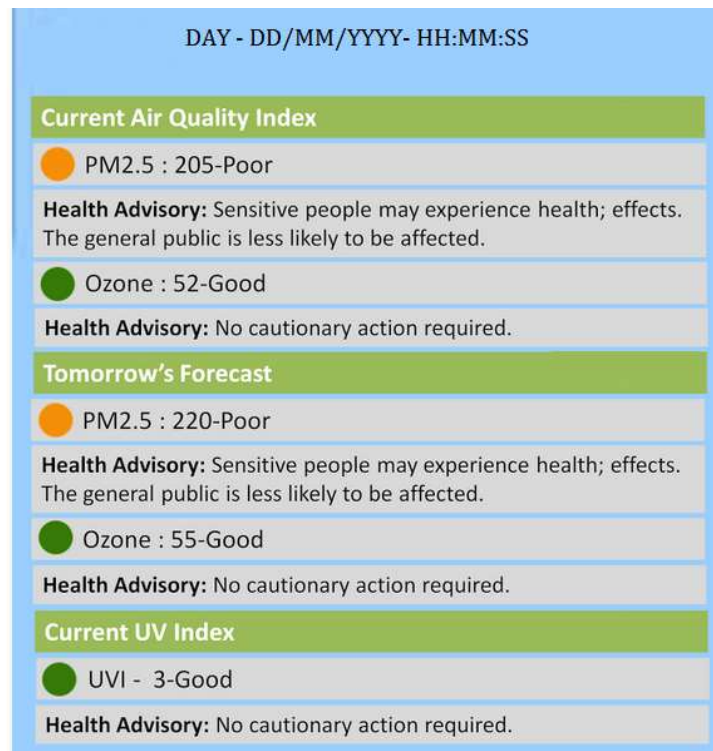 DAY - DD/MM/YYYY- HH:MM:SS
Current Air Quality Index
PM2.5 : 205-Poor
Health Advisory: Sensitive people may experience health; effects.
The general public is less likely to be affected.
Ozone : 52-Good
Health Advisory: No cautionary action required.
Tomorrow's Forecast
PM2.5 : 220-Poor
Health Advisory: Sensitive people may experience health; effects.
The general public is less likely to be affected.
Ozone : 55-Good
Health Advisory: No cautionary action required.
Current UV Index
UVI - 3-Good
Health Advisory: No cautionary action required.